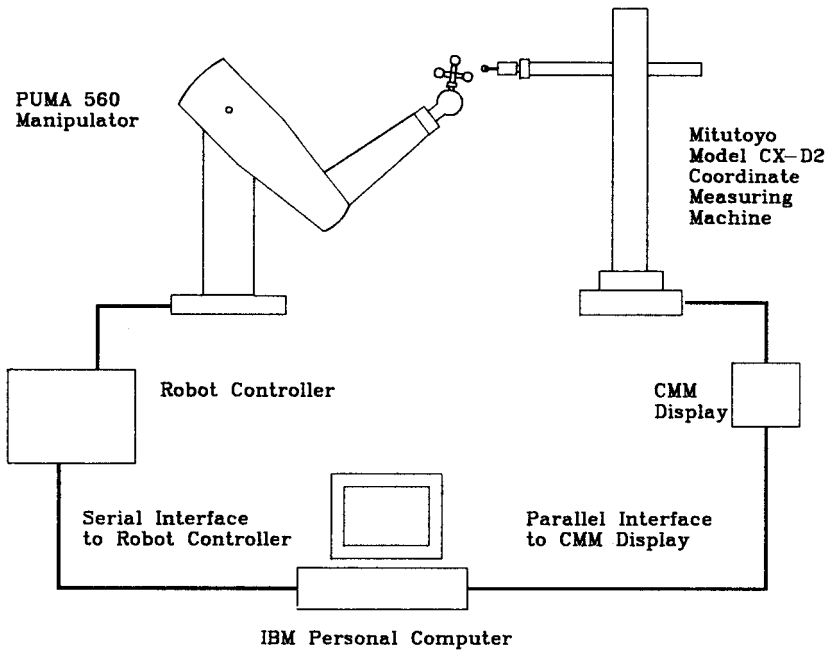 PUMA 560
Manipulator
Mitutoyo
Model CX-D2
Coordinate
Measuring
Machine
Robot Controller
CMM
Display
Serial Interface
to Robot Controller
Parallel Interface
to CMM Display
IBM Personal Computer